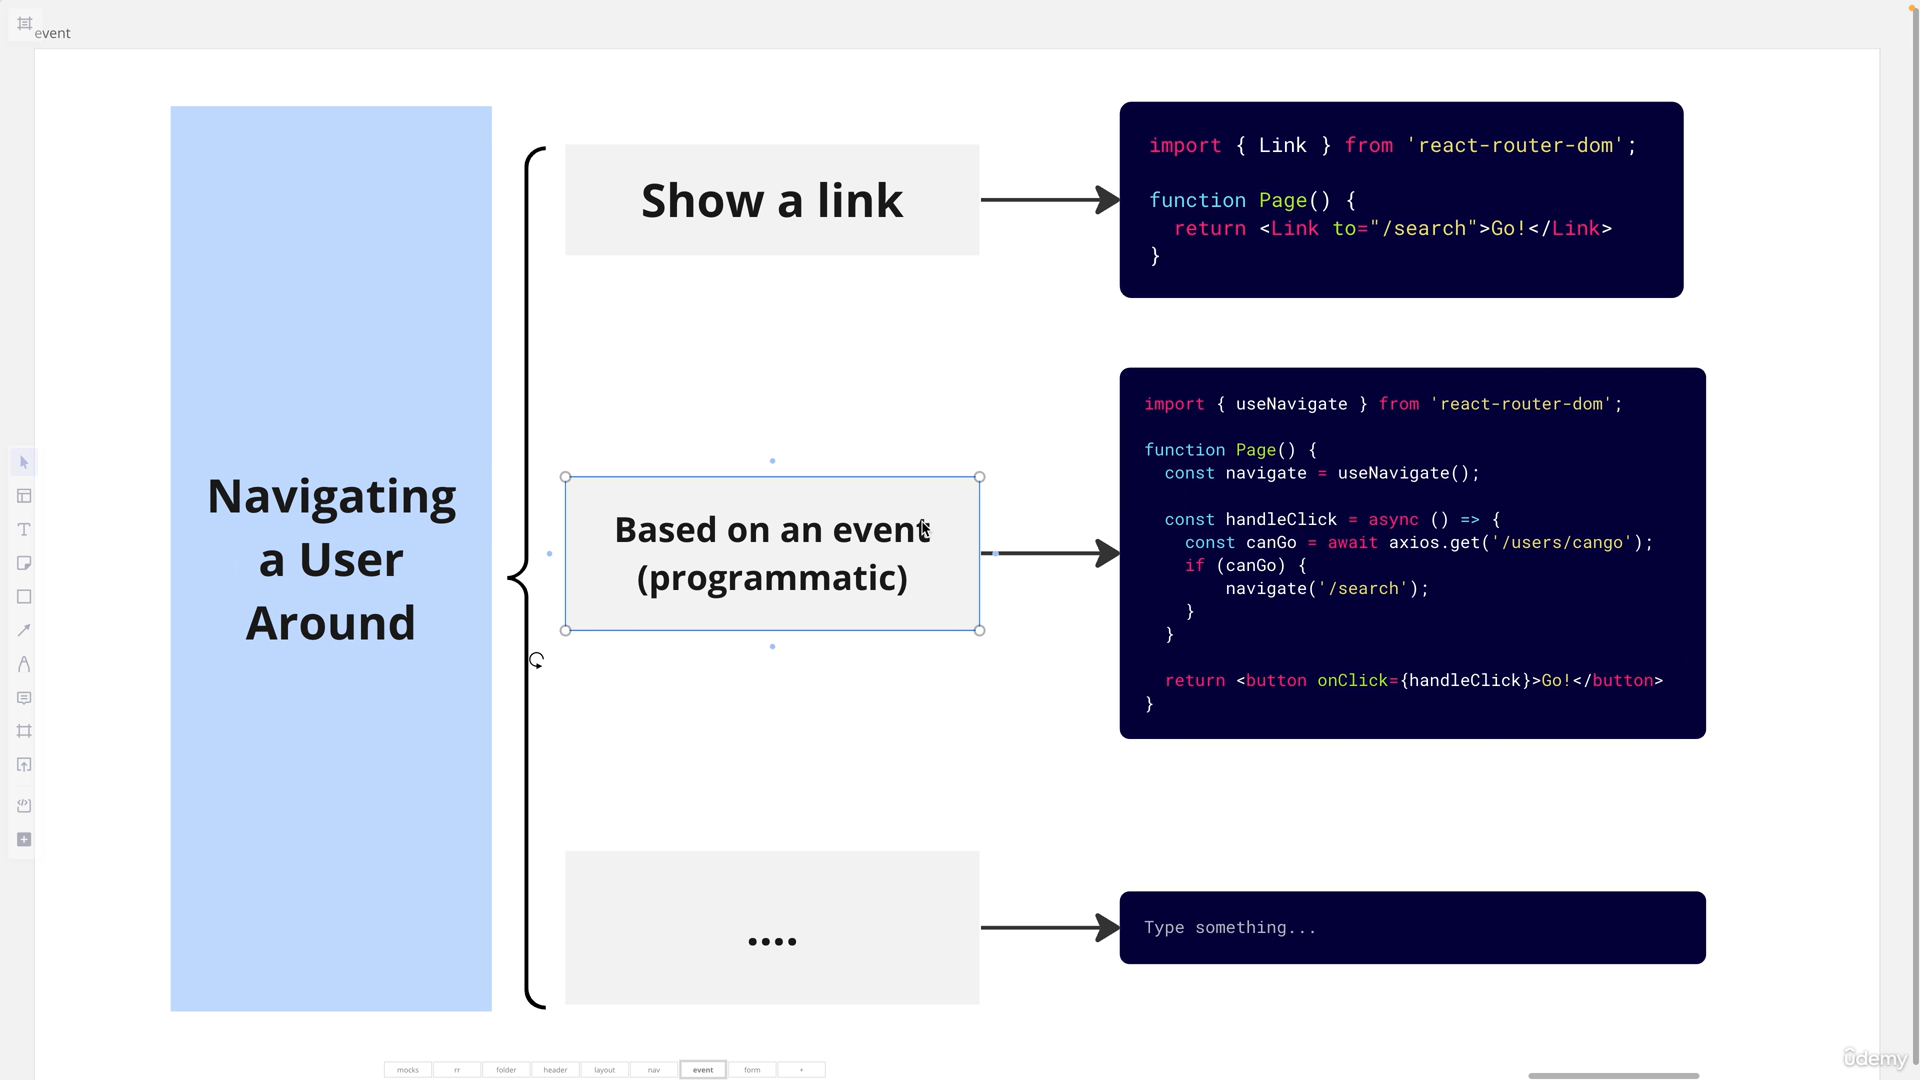 event
Navigating
a User
Around
Show a link
import { Link } from 'react-router-dom';
function Page() {
  return <Link to="/search">Go!</Link>
}
Based on an event
(programmatic)
import { useNavigate } from 'react-router-dom';
function Page() {
  const navigate = useNavigate();
  const handleClick = async () => {
    const canGo = await axios.get('/users/cango');
    if (canGo) {
        navigate('/search');
    }
  }
  return <button onClick={handleClick}>Go!</button>
}
....
Type something...
mocks rr folder header layout nav event form +
ûdemy